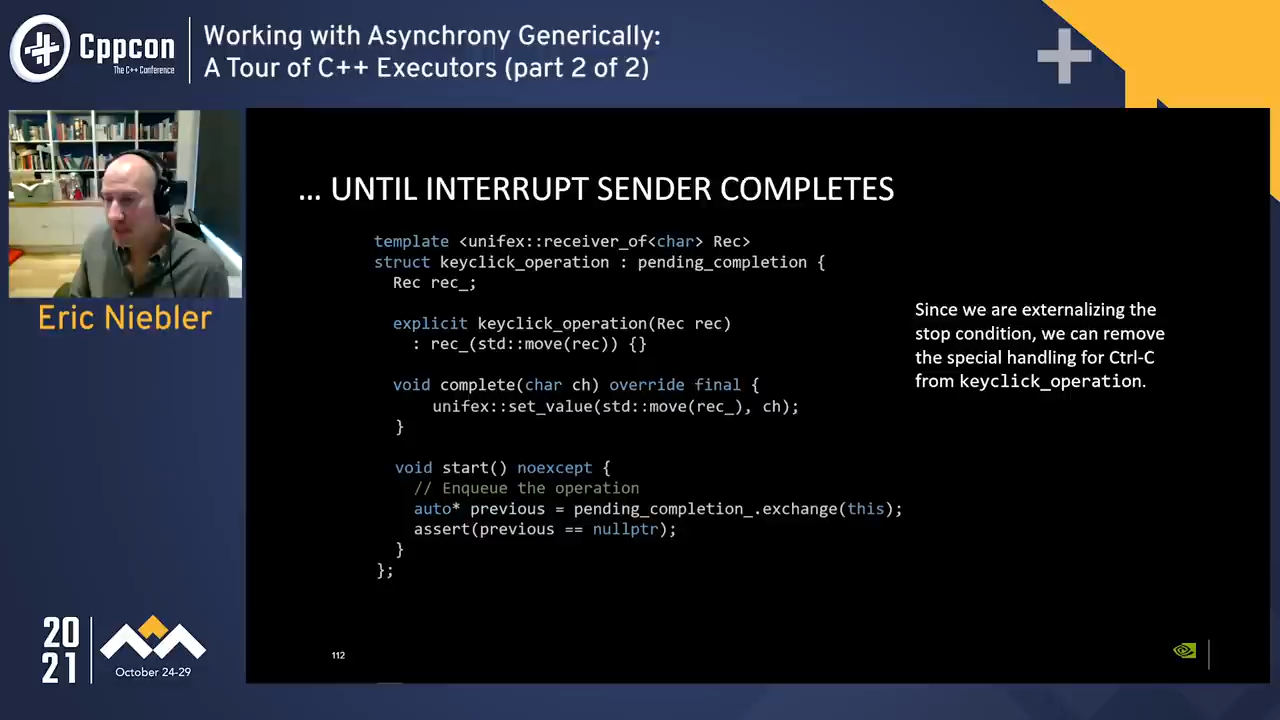 Cppcon
The C++ Conference
Working with Asynchrony Generically:
A Tour of C++ Executors (part 2 of 2)
Eric Niebler
... UNTIL INTERRUPT SENDER COMPLETES
template <unifex::receiver_of<char> Rec>
struct keyclick_operation : pending_completion {
Rec rec_;
explicit keyclick_operation(Rec rec)
: rec_(std::move(rec)) {}
void complete(char ch) override final {
unifex::set_value(std::move(rec_), ch);
}
void start() noexcept {
// Enqueue the operation
auto* previous = pending_completion_.exchange(this);
assert(previous == nullptr);
}
};
Since we are externalizing the
stop condition, we can remove
the special handling for Ctrl-C
from keyclick_operation.
112
20
21
October 24-29